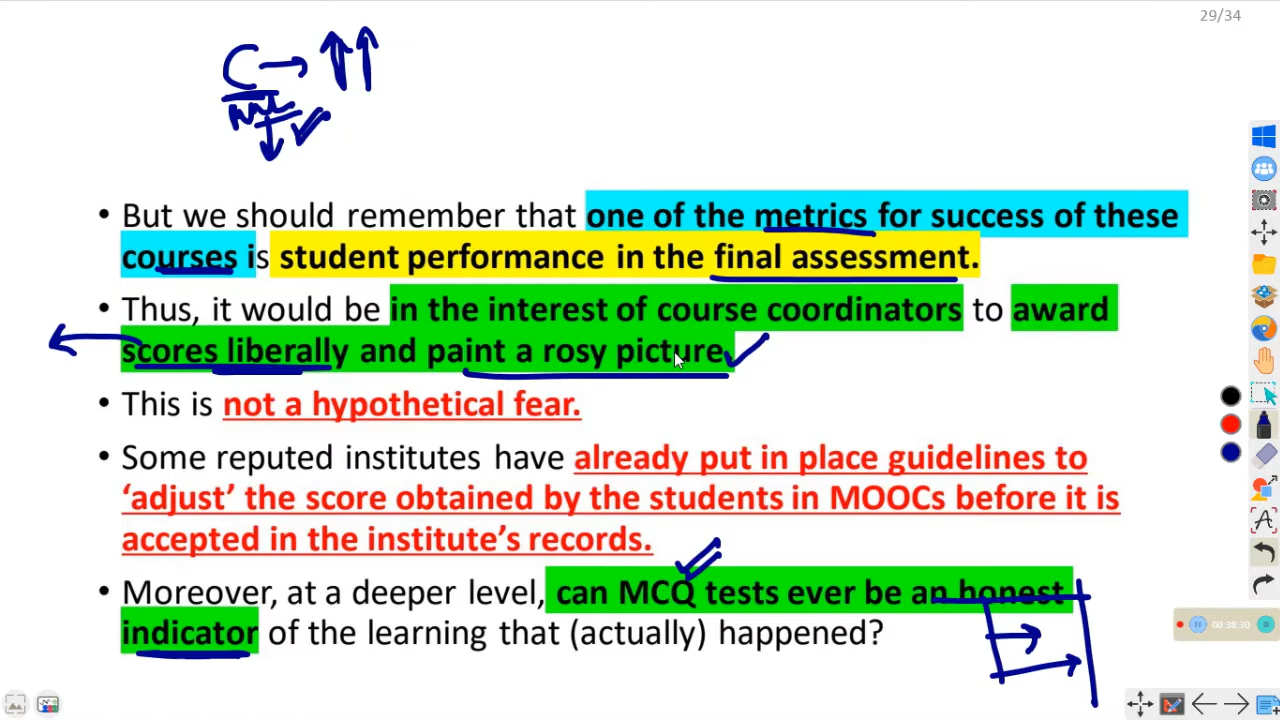 29/34
C → ↑↑
• But we should remember that one of the metrics for success of these
courses is student performance in the final assessment.
• Thus, it would be in the interest of course coordinators to award
scores liberally and paint a rosy picture.
• This is not a hypothetical fear.
• Some reputed institutes have already put in place guidelines to
‘adjust’ the score obtained by the students in MOOCs before it is
accepted in the institute’s records.
• Moreover, at a deeper level, can MCQ tests ever be an honest
indicator of the learning that (actually) happened?
00:38:30